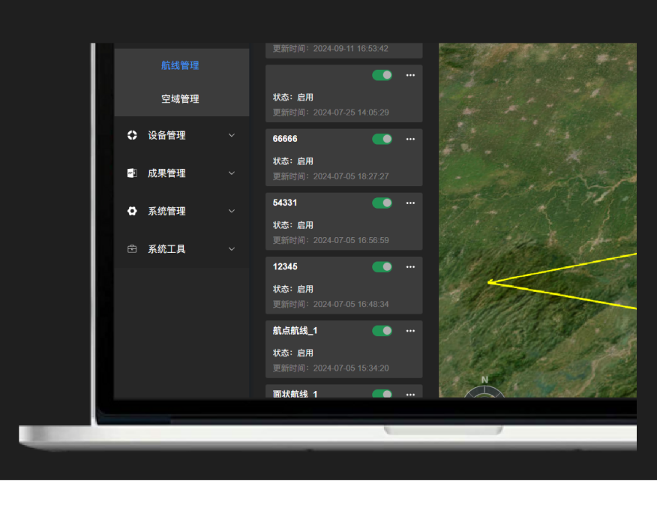 更新时间：2024-09-11 16:53:42
航线管理
空域管理
设备管理
成果管理
系统管理
系统工具
状态：启用
更新时间：2024-07-25 14:05:29
66666
状态：启用
更新时间：2024-07-05 18:27:27
54331
状态：启用
更新时间：2024-07-05 16:56:59
12345
状态：启用
更新时间：2024-07-05 16:48:34
航点航线_1
状态：启用
更新时间：2024-07-05 15:34:20
面状航线_1
N